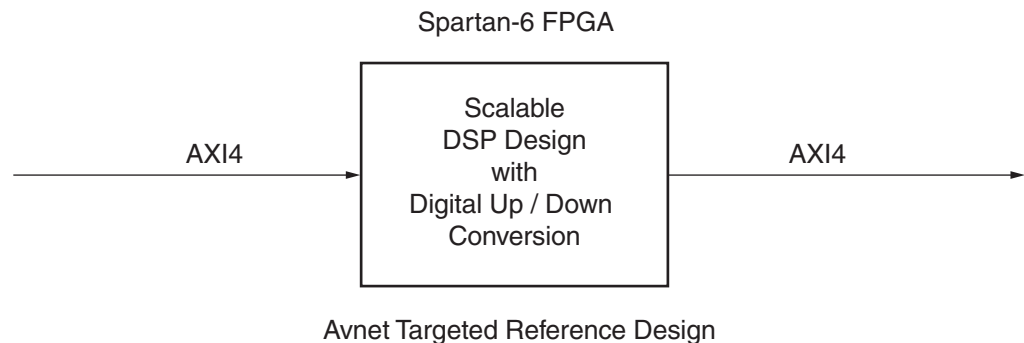 Spartan-6 FPGA
Scalable
DSP Design
with
Digital Up / Down
Conversion
AXI4
AXI4
Avnet Targeted Reference Design